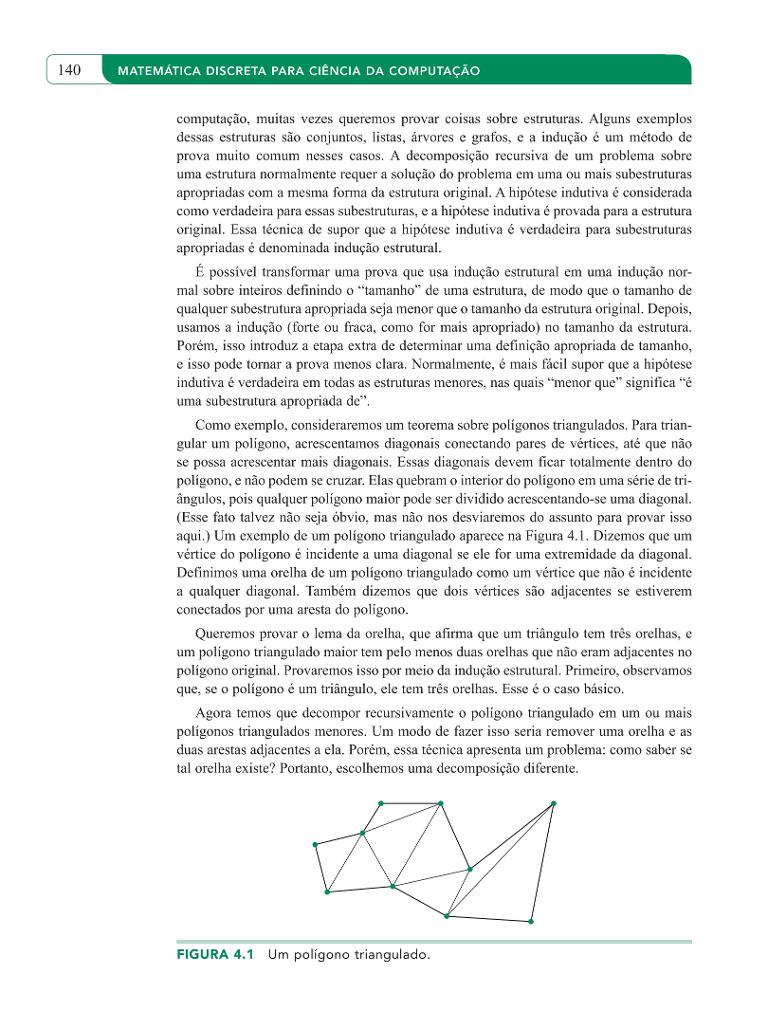 140
MATEMÁTICA DISCRETA PARA CIÊNCIA DA COMPUTAÇÃO
computação, muitas vezes queremos provar coisas sobre estruturas. Alguns exemplos
dessas estruturas são conjuntos, listas, árvores e grafos, e a indução é um método de
prova muito comum nesses casos. A decomposição recursiva de um problema sobre
uma estrutura normalmente requer a solução do problema em uma ou mais subestruturas
apropriadas com a mesma forma da estrutura original. A hipótese indutiva é considerada
como verdadeira para essas subestruturas, e a hipótese indutiva é provada para a estrutura
original. Essa técnica de supor que a hipótese indutiva é verdadeira para subestruturas
apropriadas é denominada indução estrutural.
É possível transformar uma prova que usa indução estrutural em uma indução nor-
mal sobre inteiros definindo o “tamanho” de uma estrutura, de modo que o tamanho de
qualquer subestrutura apropriada seja menor que o tamanho da estrutura original. Depois,
usamos a indução (forte ou fraca, como for mais apropriado) no tamanho da estrutura.
Porém, isso introduz a etapa extra de determinar uma definição apropriada de tamanho,
e isso pode tornar a prova menos clara. Normalmente, é mais fácil supor que a hipótese
indutiva é verdadeira em todas as estruturas menores, nas quais “menor que” significa “é
uma subestrutura apropriada de”.
Como exemplo, consideraremos um teorema sobre polígonos triangulados. Para trian-
gular um polígono, acrescentamos diagonais conectando pares de vértices, até que não
se possa acrescentar mais diagonais. Essas diagonais devem ficar totalmente dentro do
polígono, e não podem se cruzar. Elas quebram o interior do polígono em uma série de tri-
ângulos, pois qualquer polígono maior pode ser dividido acrescentando-se uma diagonal.
(Esse fato talvez não seja óbvio, mas não nos desviaremos do assunto para provar isso
aqui.) Um exemplo de um polígono triangulado aparece na Figura 4.1. Dizemos que um
vértice do polígono é incidente a uma diagonal se ele for uma extremidade da diagonal.
Definimos uma orelha de um polígono triangulado como um vértice que não é incidente
a qualquer diagonal. Também dizemos que dois vértices são adjacentes se estiverem
conectados por uma aresta do polígono.
Queremos provar o lema da orelha, que afirma que um triângulo tem três orelhas, e
um polígono triangulado maior tem pelo menos duas orelhas que não eram adjacentes no
polígono original. Provaremos isso por meio da indução estrutural. Primeiro, observamos
que, se o polígono é um triângulo, ele tem três orelhas. Esse é o caso básico.
Agora temos que decompor recursivamente o polígono triangulado em um ou mais
polígonos triangulados menores. Um modo de fazer isso seria remover uma orelha e as
duas arestas adjacentes a ela. Porém, essa técnica apresenta um problema: como saber se
tal orelha existe? Portanto, escolhemos uma decomposição diferente.
FIGURA 4.1 Um polígono triangulado.